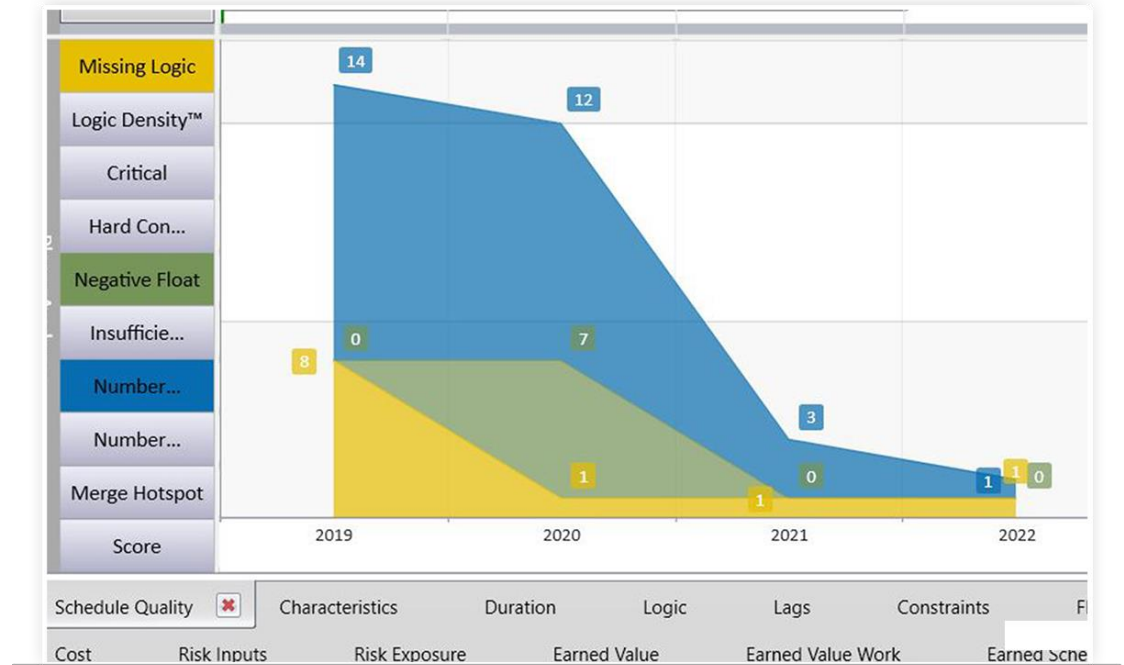 Missing Logic
Logic Density™
Critical
Hard Con...
Negative Float
Insufficie...
Number...
Number...
Merge Hotspot
Score
14
12
8
0
7
3
1
0
1
1
1
0
2019 2020 2021 2022
Schedule Quality Characteristics Duration Logic Lags Constraints
Cost Risk Inputs Risk Exposure Earned Value Earned Value Work Earned Sche